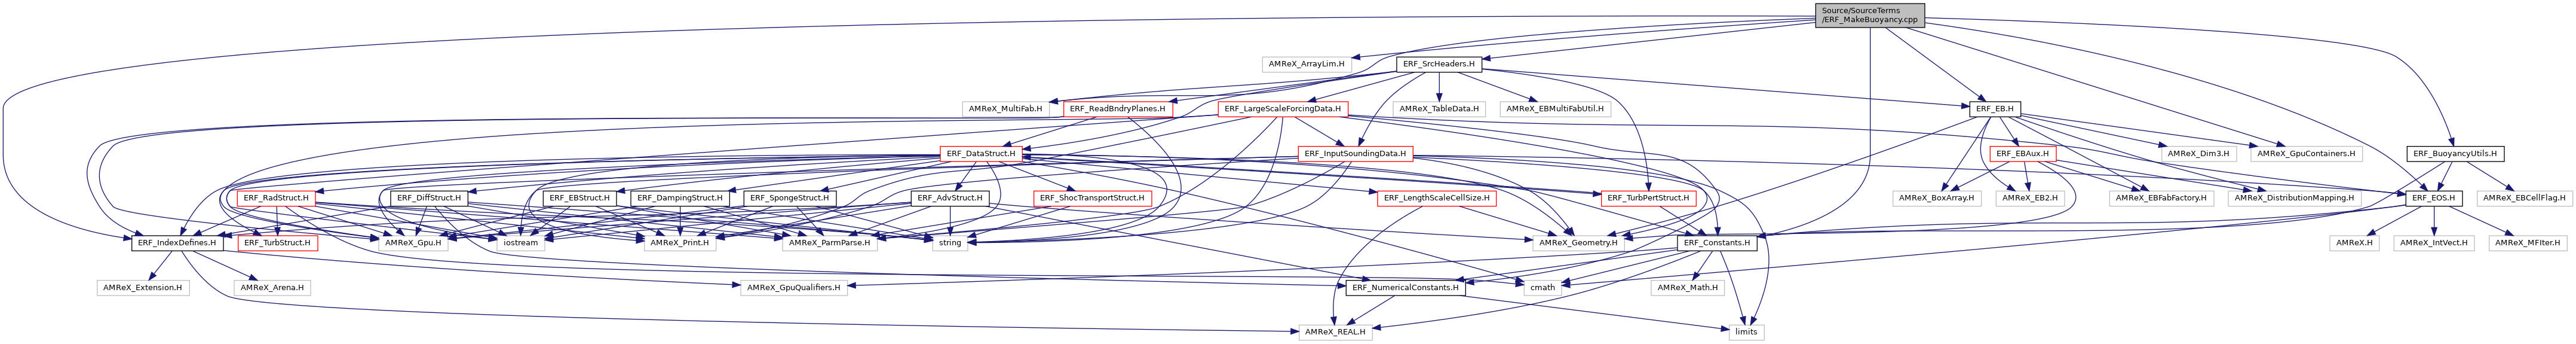 Source/SourceTerms
/ERF_MakeBuoyancy.cpp
AMReX_ArrayLim.H
ERF_SrcHeaders.H
AMReX_MultiFab.H
ERF_ReadBndryPlanes.H
ERF_LargeScaleForcingData.H
AMReX_TableData.H
AMReX_EBMultiFabUtil.H
ERF_EB.H
ERF_DataStruct.H
ERF_InputSoundingData.H
ERF_EBAux.H
AMReX_Dim3.H
AMReX_GpuContainers.H
ERF_BuoyancyUtils.H
ERF_RadStruct.H
ERF_DiffStruct.H
ERF_EBStruct.H
ERF_DampingStruct.H
ERF_SpongeStruct.H
ERF_AdvStruct.H
ERF_ShocTransportStruct.H
ERF_LengthScaleCellSize.H
ERF_TurbPertStruct.H
AMReX_BoxArray.H
AMReX_EB2.H
AMReX_EBFabFactory.H
AMReX_DistributionMapping.H
ERF_EOS.H
AMReX_EBCellFlag.H
ERF_IndexDefines.H
ERF_TurbStruct.H
AMReX_Gpu.H
iostream
AMReX_Print.H
AMReX_ParmParse.H
string
AMReX_Geometry.H
ERF_Constants.H
AMReX.H
AMReX_IntVect.H
AMReX_MFIter.H
AMReX_Extension.H
AMReX_Arena.H
AMReX_GpuQualifiers.H
ERF_NumericalConstants.H
cmath
AMReX_Math.H
AMReX_REAL.H
limits